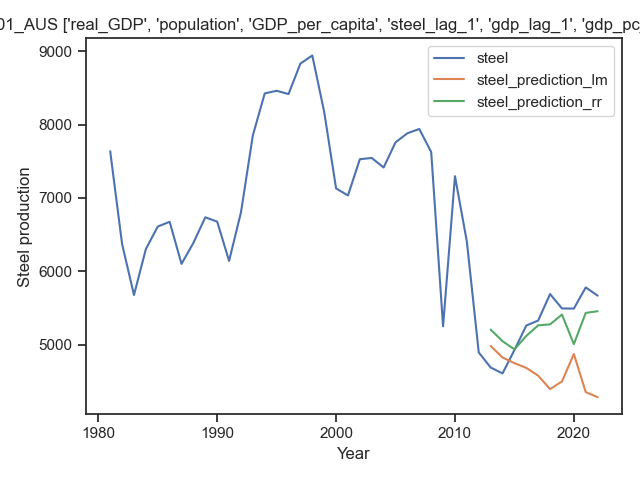 01_AUS ['real_GDP', 'population', 'GDP_per_capita', 'steel_lag_1', 'gdp_lag_1', 'gdp_pc_
steel
steel_prediction_lm
steel_prediction_rr
Steel production
9000
8000
7000
6000
5000
1980
1990
2000
2010
2020
Year